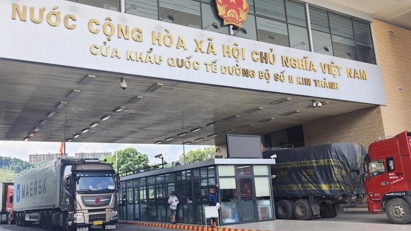 NƯỚC CỘNG HÒA XÃ HỘI CHỦ NGHĨA VIỆT NAM
CỬA KHẨU QUỐC TẾ ĐƯỜNG BỘ SỐ II KIM THÀNH
MAERSK